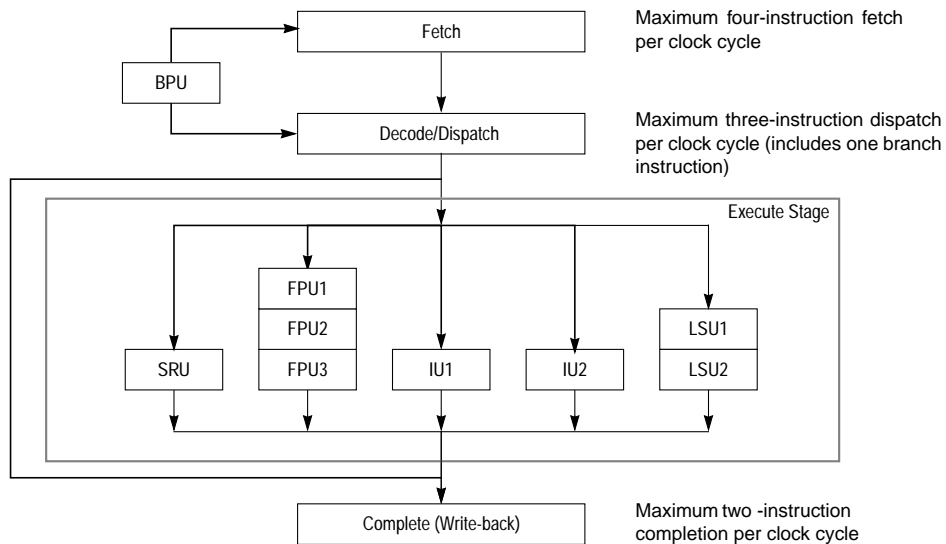 Maximum four-instruction fetch
per clock cycle
Fetch
BPU
Decode/Dispatch
Maximum three-instruction dispatch
per clock cycle (includes one branch
instruction)
Execute Stage
FPU1
FPU2
LSU1
SRU
FPU3
IU1
IU2
LSU2
Complete (Write-back)
Maximum two -instruction
completion per clock cycle